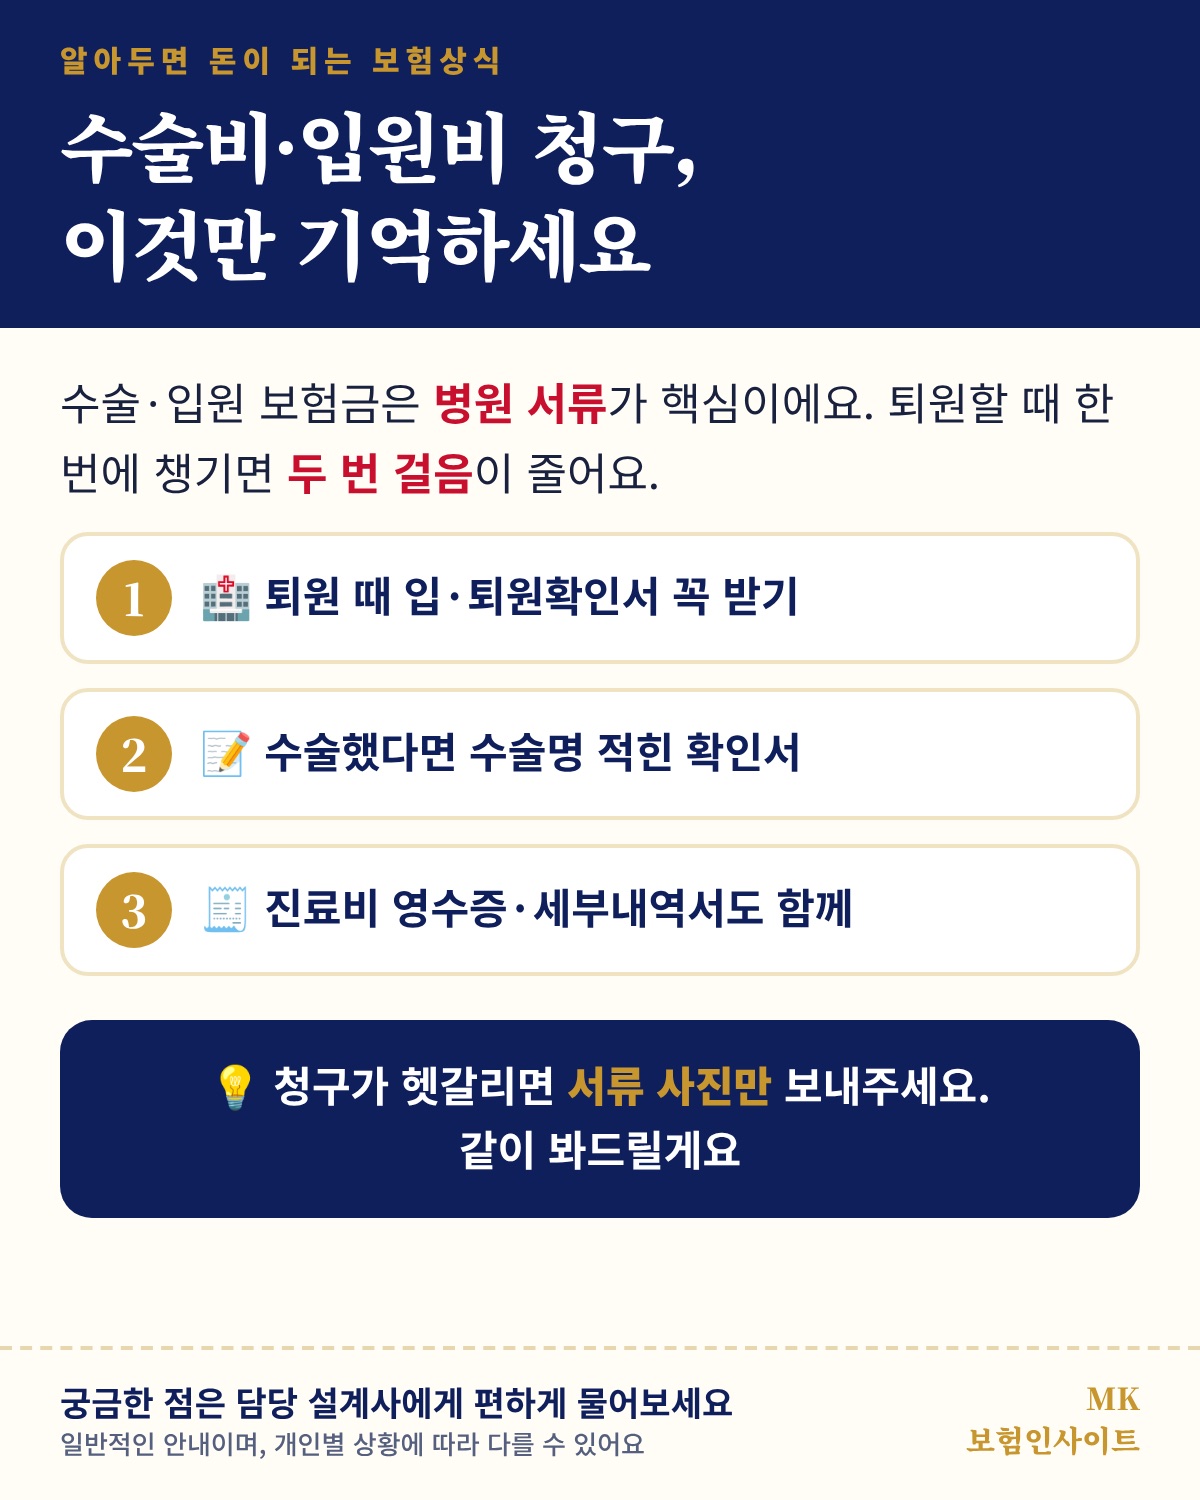 알아두면 돈이 되는 보험상식
수술비·입원비 청구,
이것만 기억하세요
수술·입원 보험금은 병원 서류가 핵심이에요. 퇴원할 때 한
번에 챙기면 두 번 걸음이 줄어요.
1 🏥 퇴원 때 입·퇴원확인서 꼭 받기
2 📝 수술했다면 수술명 적힌 확인서
3 🧾 진료비 영수증·세부내역서도 함께
💡 청구가 헷갈리면 서류 사진만 보내주세요.
같이 봐드릴게요
궁금한 점은 담당 설계사에게 편하게 물어보세요
일반적인 안내이며, 개인별 상황에 따라 다를 수 있어요
MK
보험인사이트